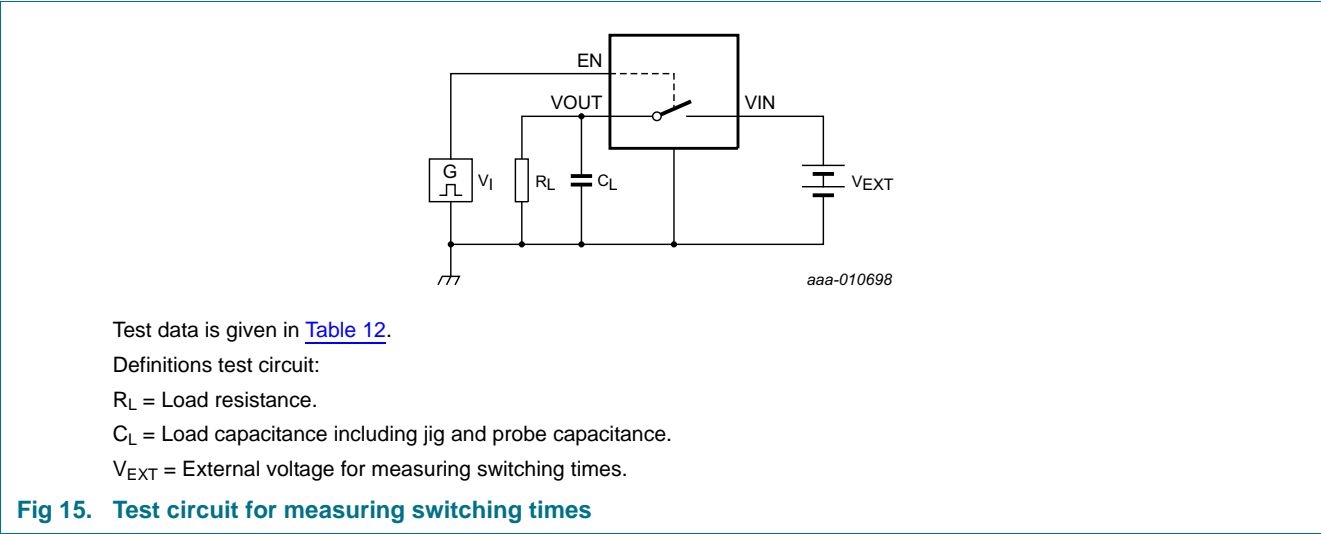 EN
VOUT
VIN
G
VI
RL
CL
VEXT
aaa-010698
Test data is given in Table 12.
Definitions test circuit:
RL = Load resistance.
CL = Load capacitance including jig and probe capacitance.
VEXT = External voltage for measuring switching times.
Fig 15. Test circuit for measuring switching times